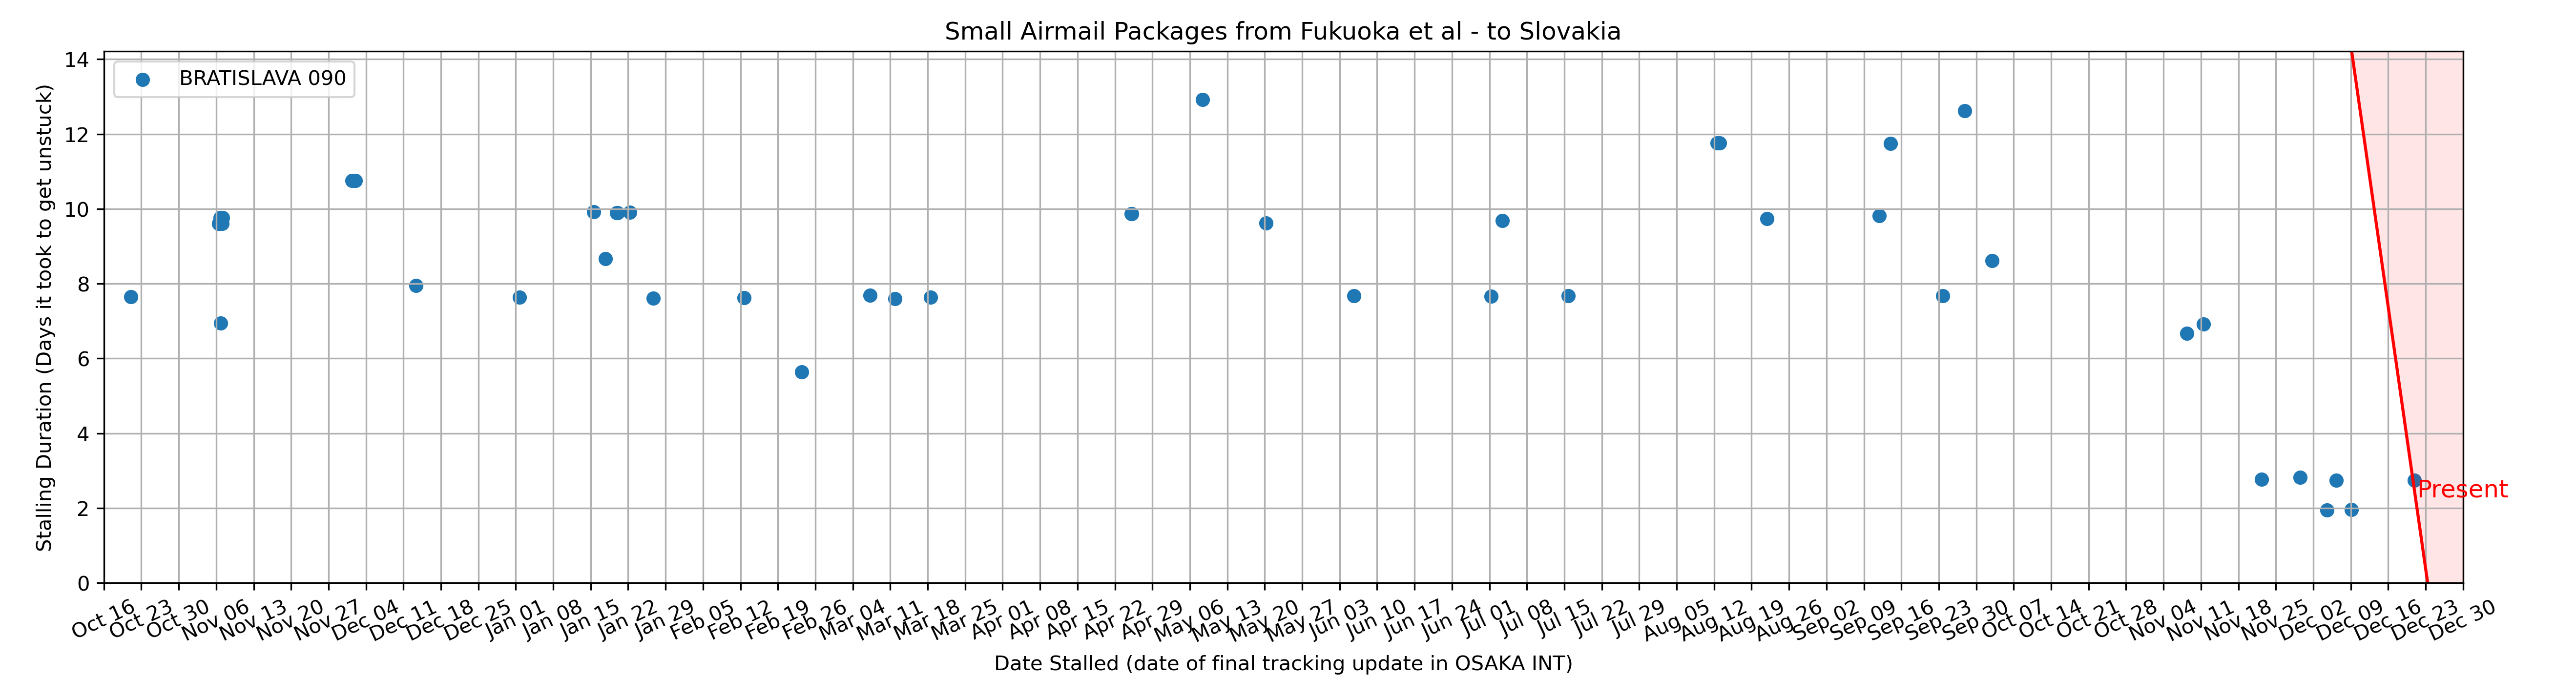 Small Airmail Packages from Fukuoka et al - to Slovakia
BRATISLAVA 090
Stalling Duration (Days it took to get unstuck)
14
12
10
8
6
4
2
0
Present
Oct 16 Oct 23 Oct 30 Nov 06 Nov 13 Nov 20 Nov 27 Dec 04 Dec 11 Dec 18 Dec 25 Jan 01 Jan 08 Jan 15 Jan 22 Jan 29 Feb 05 Feb 12 Feb 19 Feb 26 Mar 04 Mar 11 Mar 18 Mar 25 Apr 01 Apr 08 Apr 15 Apr 22 Apr 29 May 06 May 13 May 20 May 27 Jun 03 Jun 10 Jun 17 Jun 24 Jul 01 Jul 08 Jul 15 Jul 22 Jul 29 Aug 05 Aug 12 Aug 19 Aug 26 Sep 02 Sep 09 Sep 16 Sep 23 Sep 30 Oct 07 Oct 14 Oct 21 Oct 28 Nov 04 Nov 11 Nov 18 Nov 25 Dec 02 Dec 09 Dec 16 Dec 23 Dec 30
Date Stalled (date of final tracking update in OSAKA INT)